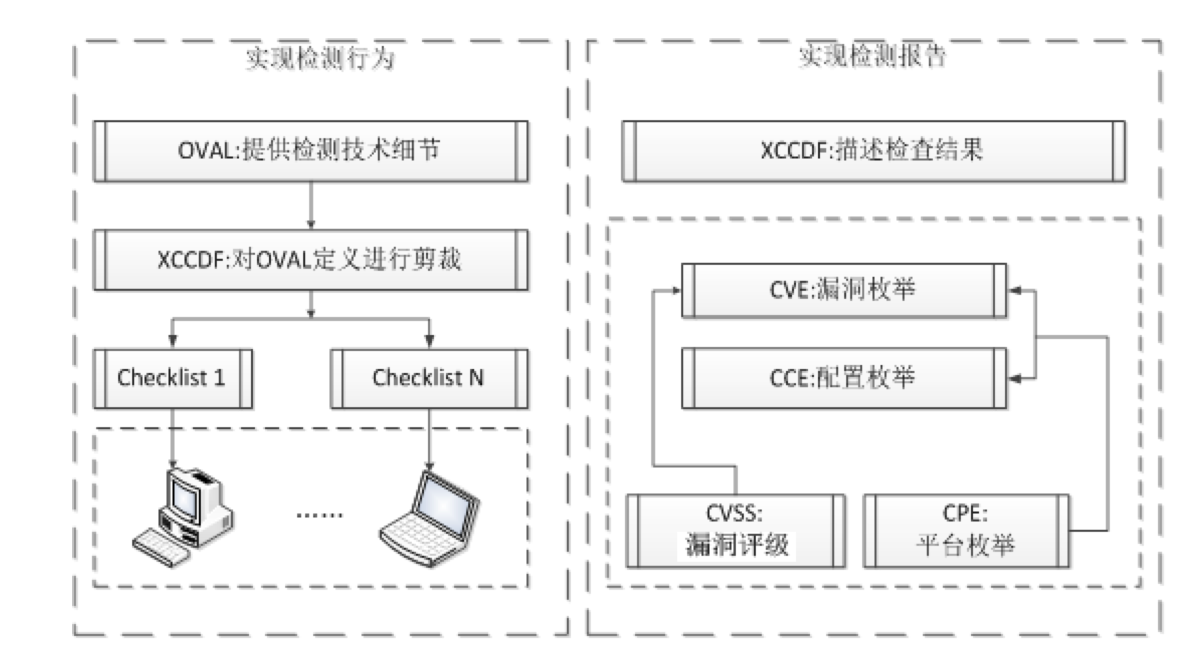 实现检测行为
OVAL:提供检测技术细节
XCCDF:对OVAL定义进行剪裁
Checklist 1
Checklist N
......
实现检测报告
XCCDF:描述检查结果
CVE:漏洞枚举
CCE:配置枚举
CVSS:
漏洞评级
CPE:
平台枚举